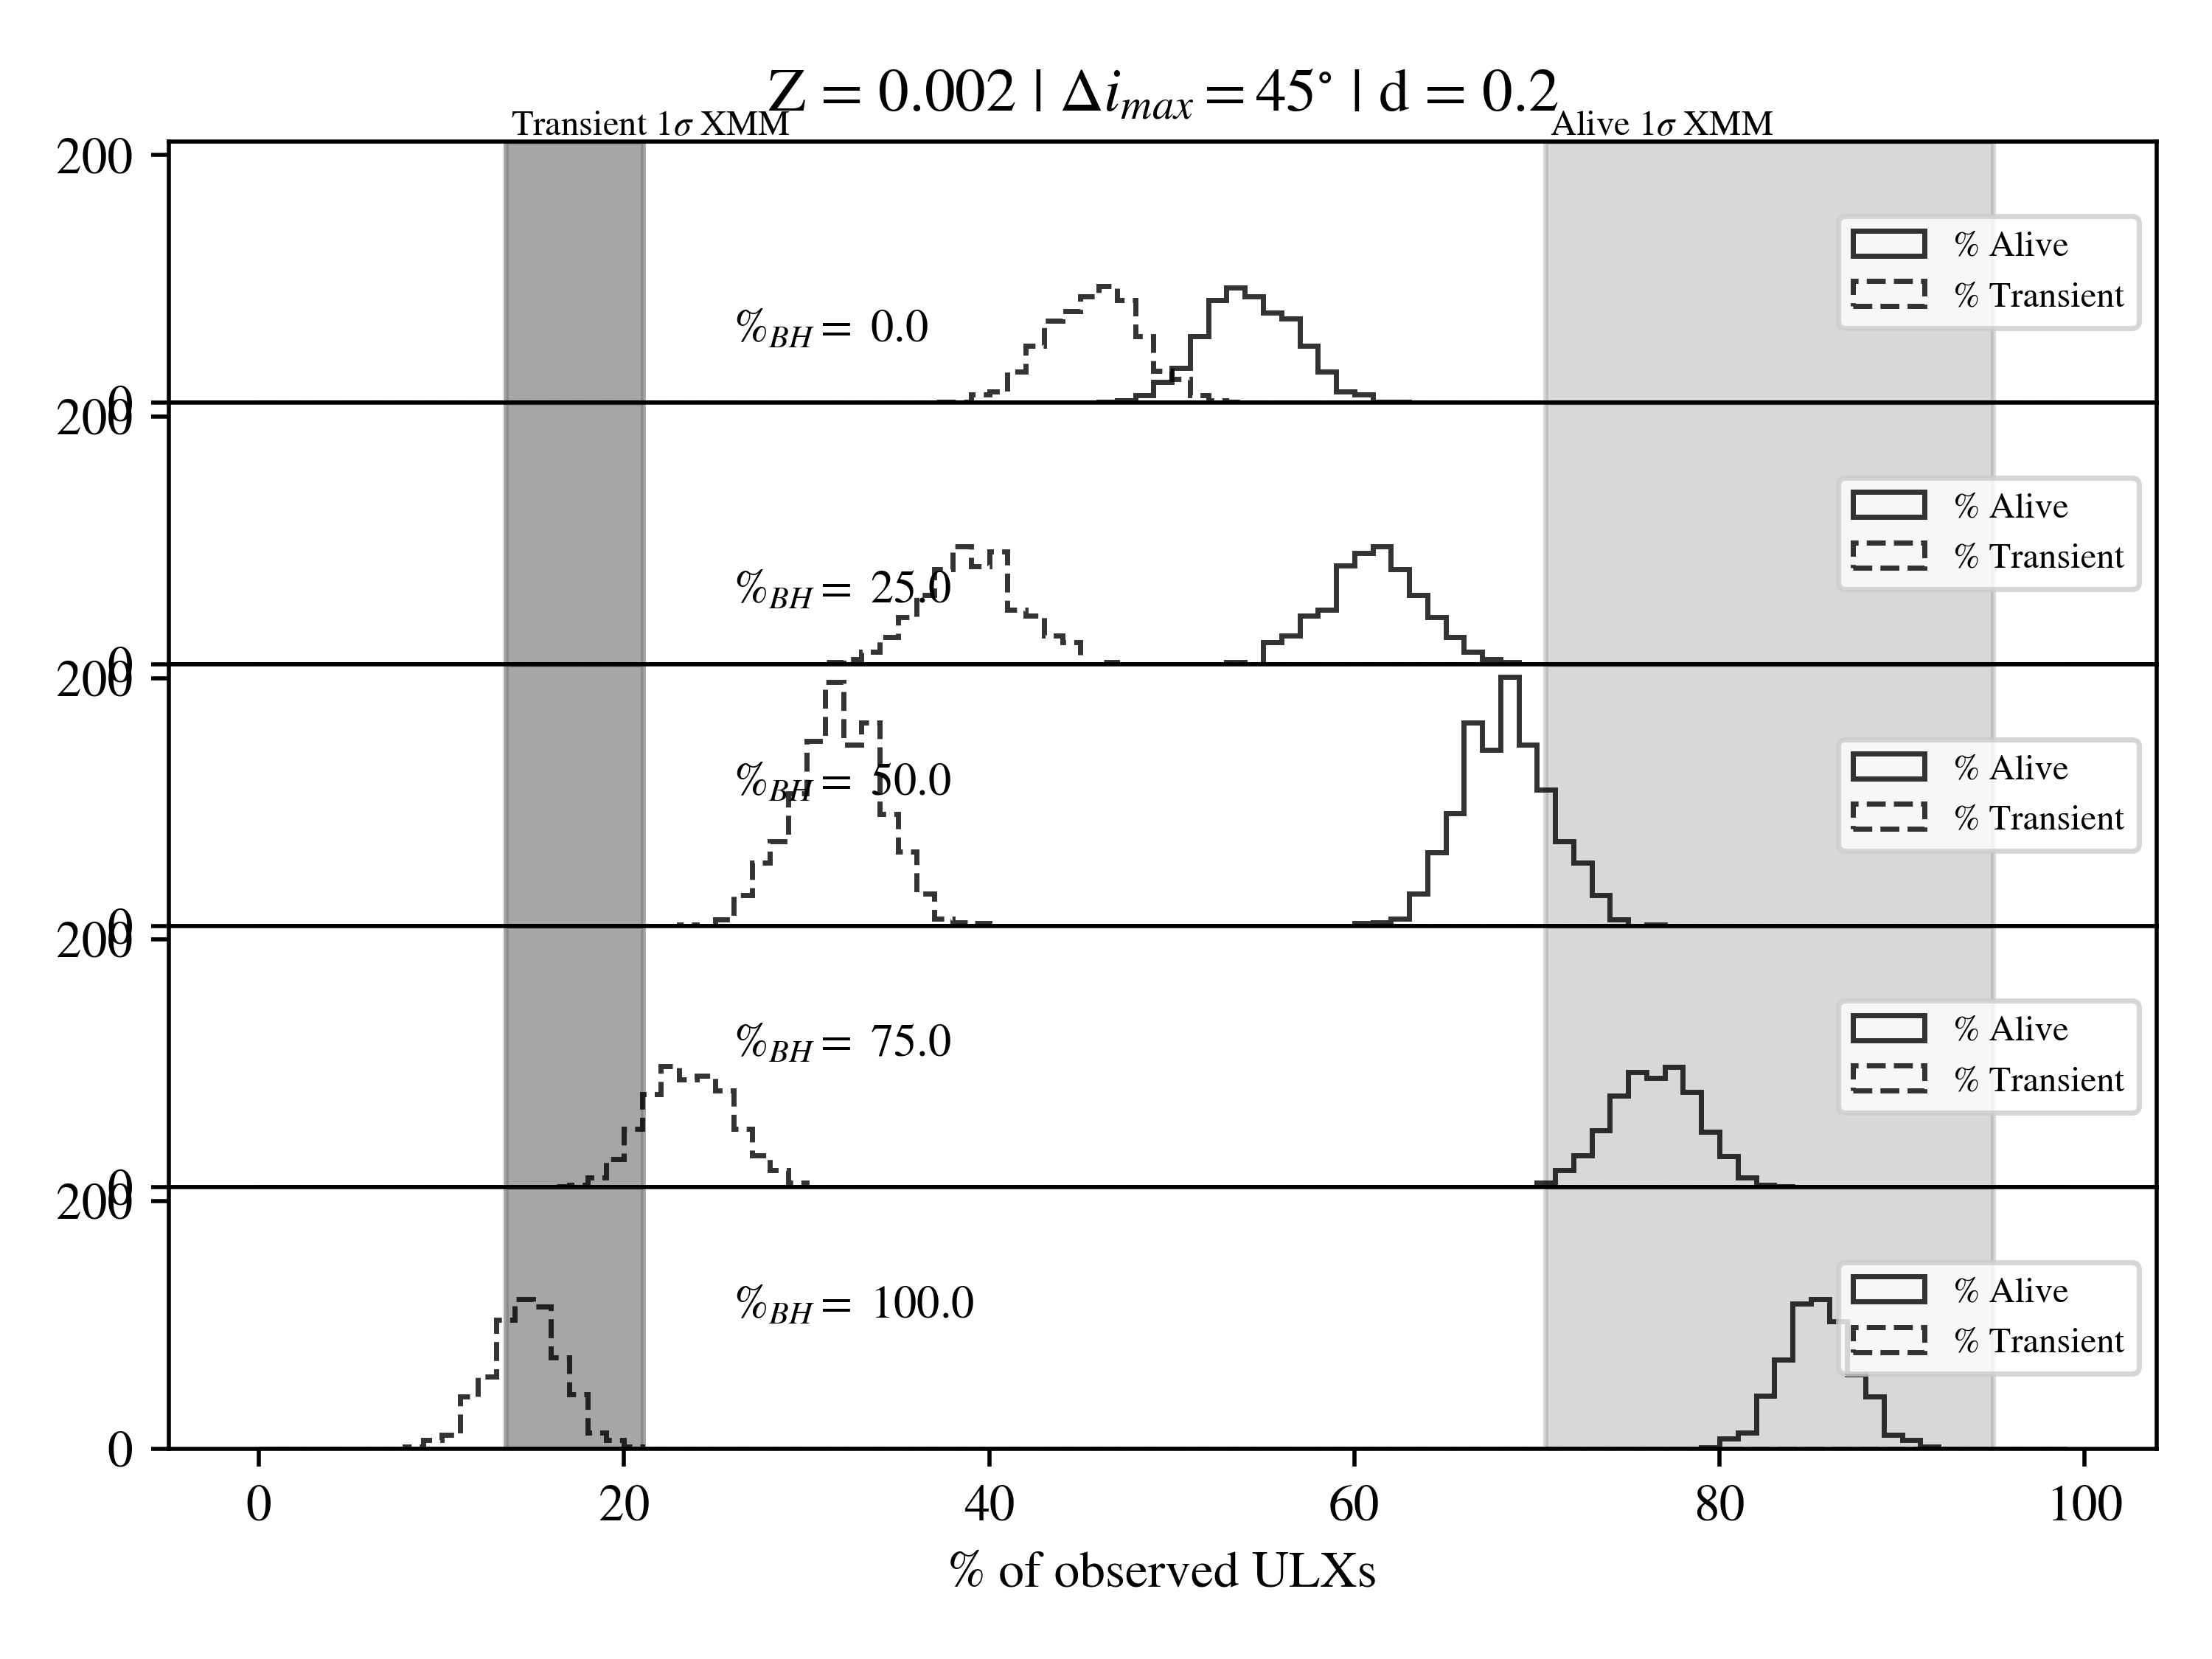 Z = 0.002 | Δi_max = 45° | d = 0.2
Transient 1σ XMM
Alive 1σ XMM
200
%_BH = 0.0
% Alive
% Transient
0
200
%_BH = 25.0
% Alive
% Transient
0
200
%_BH = 50.0
% Alive
% Transient
0
200
%_BH = 75.0
% Alive
% Transient
0
200
%_BH = 100.0
% Alive
% Transient
0
0 20 40 60 80 100
% of observed ULXs